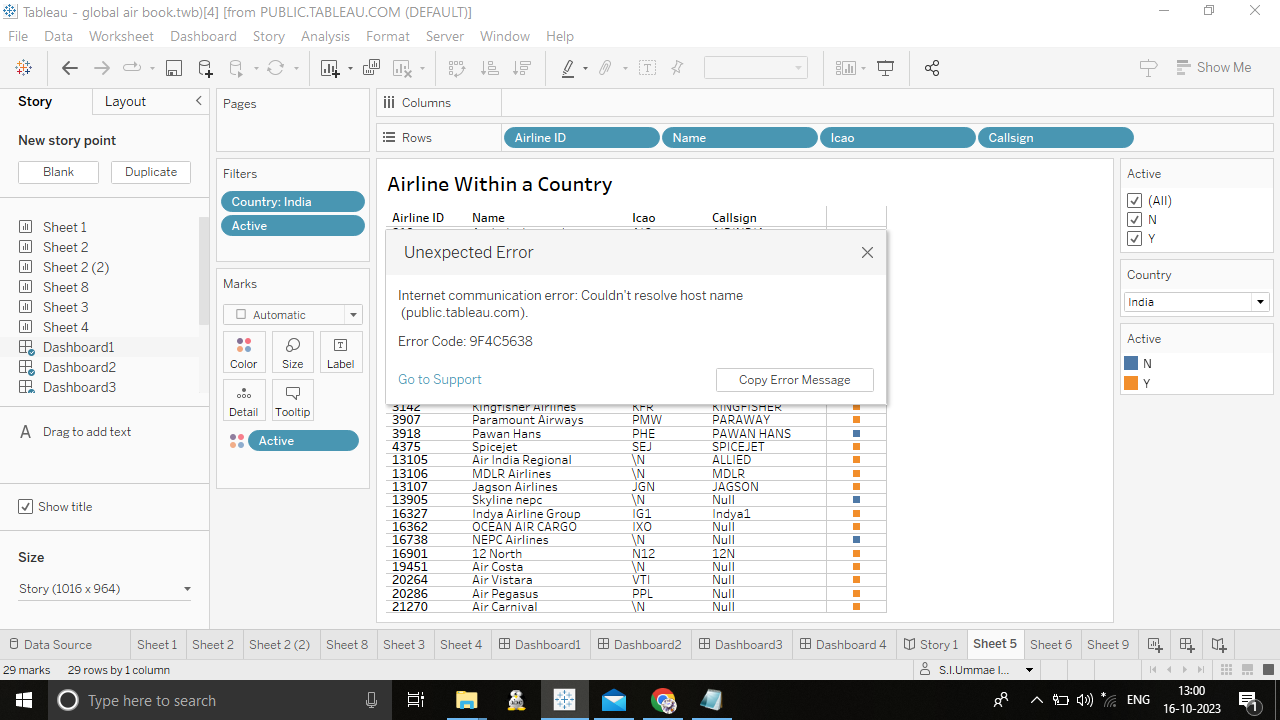 Tableau - global air book.twb)[4] [from PUBLIC.TABLEAU.COM (DEFAULT)]
File Data Worksheet Dashboard Story Analysis Format Server Window Help
Show Me
Story Layout
New story point
Blank Duplicate
Sheet 1
Sheet 2
Sheet 2 (2)
Sheet 8
Sheet 3
Sheet 4
Dashboard1
Dashboard2
Dashboard3
A Drag to add text
Show title
Size
Story (1016 x 964)
Pages
Filters
Country: India
Active
Marks
Automatic
Color Size Label
Detail Tooltip
Active
Columns
Rows Airline ID Name Icao Callsign
Airline Within a Country
Airline ID Name Icao Callsign
Unexpected Error
Internet communication error: Couldn't resolve host name
(public.tableau.com).
Error Code: 9F4C5638
Go to Support Copy Error Message
3142 Kingfisher Airlines KFR KINGFISHER
3907 Paramount Airways PMW PARAWAY
3918 Pawan Hans PHE PAWAN HANS
4375 Spicejet SEJ SPICEJET
13105 Air India Regional \N ALLIED
13106 MDLR Airlines \N MDLR
13107 Jagson Airlines JGN JAGSON
13905 Skyline nepc \N Null
16327 Indya Airline Group IG1 Indya1
16362 OCEAN AIR CARGO IXO Null
16738 NEPC Airlines \N Null
16901 12 North N12 12N
19451 Air Costa \N Null
20264 Air Vistara VTI Null
20286 Air Pegasus PPL Null
21270 Air Carnival \N Null
Active
(All)
N
Y
Country
India
Active
N
Y
Data Source Sheet 1 Sheet 2 Sheet 2 (2) Sheet 8 Sheet 3 Sheet 4 Dashboard1 Dashboard2 Dashboard3 Dashboard 4 Story 1 Sheet 5 Sheet 6 Sheet 9
29 marks 29 rows by 1 column S.I.Ummae I...
Type here to search
ENG
13:00
16-10-2023
1